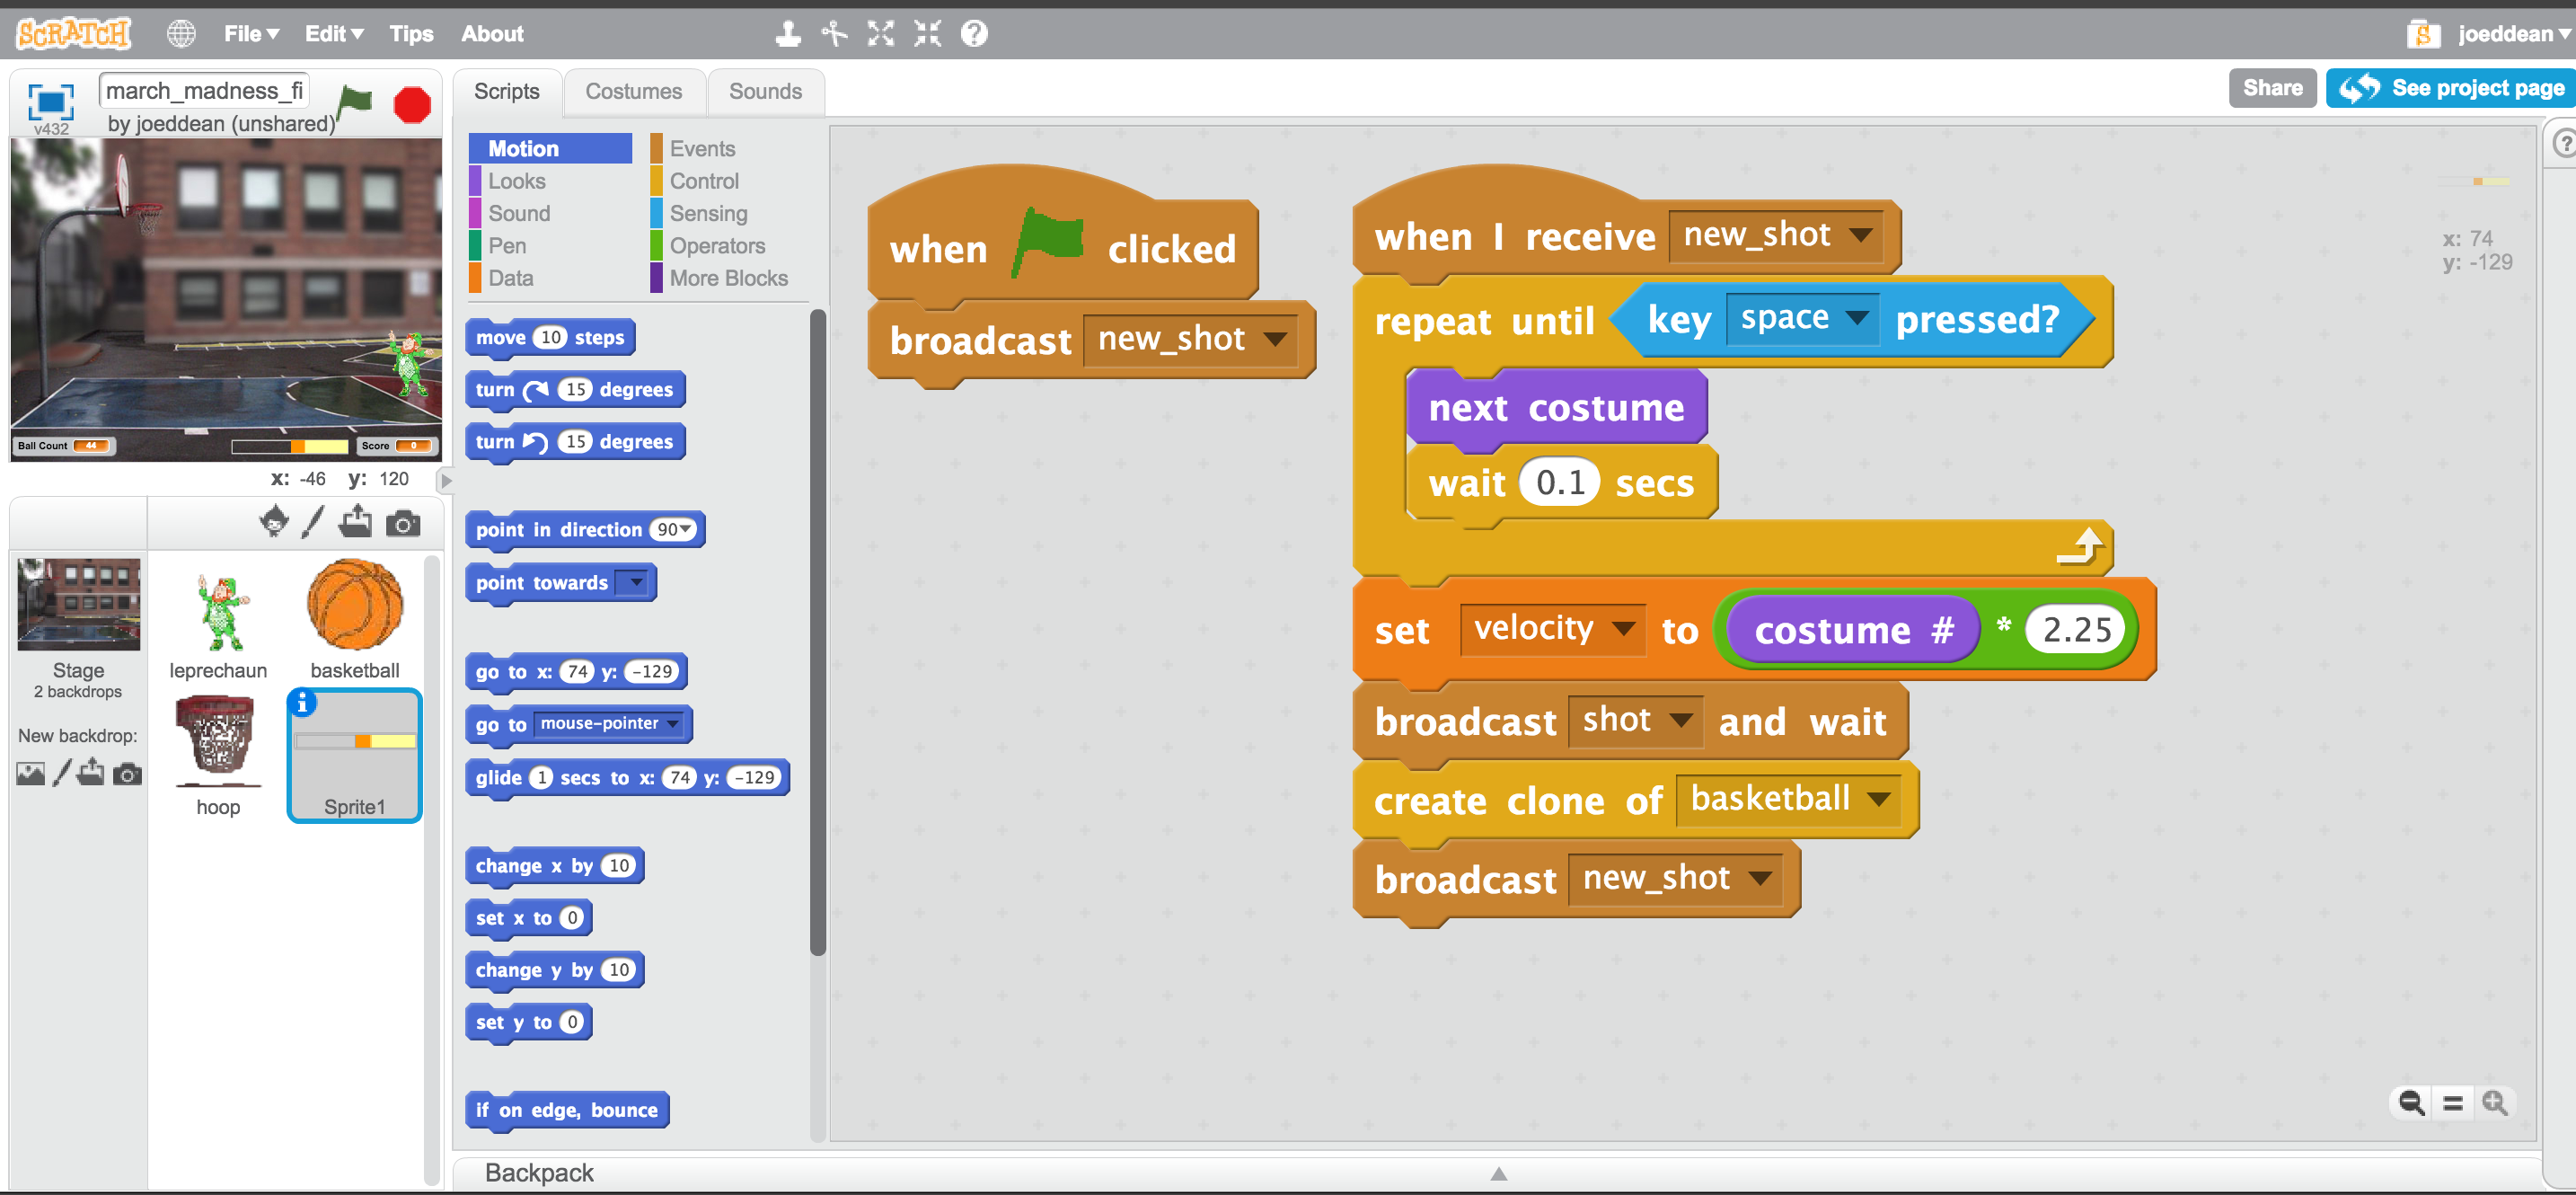 SCRATCH
File Edit Tips About
joeddean
march_madness_fi
by joeddean (unshared)
v432
Ball Count 44
Score 0
x: -46 y: 120
Stage
2 backdrops
New backdrop:
leprechaun
basketball
hoop
Sprite1
Scripts Costumes Sounds
Share
See project page
Motion
Looks
Sound
Pen
Data
Events
Control
Sensing
Operators
More Blocks
move 10 steps
turn 15 degrees
turn 15 degrees
point in direction 90
point towards
go to x: 74 y: -129
go to mouse-pointer
glide 1 secs to x: 74 y: -129
change x by 10
set x to 0
change y by 10
set y to 0
if on edge, bounce
when clicked
broadcast new_shot
when I receive new_shot
repeat until key space pressed?
next costume
wait 0.1 secs
set velocity to costume # * 2.25
broadcast shot and wait
create clone of basketball
broadcast new_shot
x: 74
y: -129
Backpack